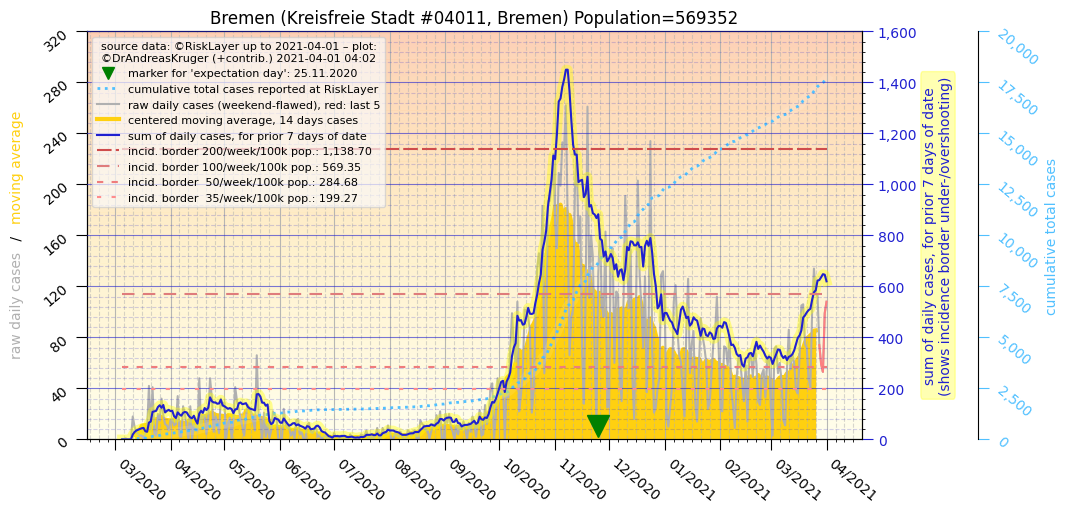 Bremen (Kreisfreie Stadt #04011, Bremen) Population=569352
source data: ©RiskLayer up to 2021-04-01 – plot:
©DrAndreasKruger (+contrib.) 2021-04-01 04:02
marker for 'expectation day': 25.11.2020
cumulative total cases reported at RiskLayer
raw daily cases (weekend-flawed), red: last 5
centered moving average, 14 days cases
sum of daily cases, for prior 7 days of date
incid. border 200/week/100k pop.: 1,138.70
incid. border 100/week/100k pop.: 569.35
incid. border  50/week/100k pop.: 284.68
incid. border  35/week/100k pop.: 199.27
raw daily cases / moving average
320
280
240
200
160
120
80
40
0
03/2020
04/2020
05/2020
06/2020
07/2020
08/2020
09/2020
10/2020
11/2020
12/2020
01/2021
02/2021
03/2021
04/2021
1,600
1,400
1,200
1,000
800
600
400
200
0
sum of daily cases, for prior 7 days of date
(shows incidence border under-/overshooting)
20,000
17,500
15,000
12,500
10,000
7,500
5,000
2,500
0
cumulative total cases